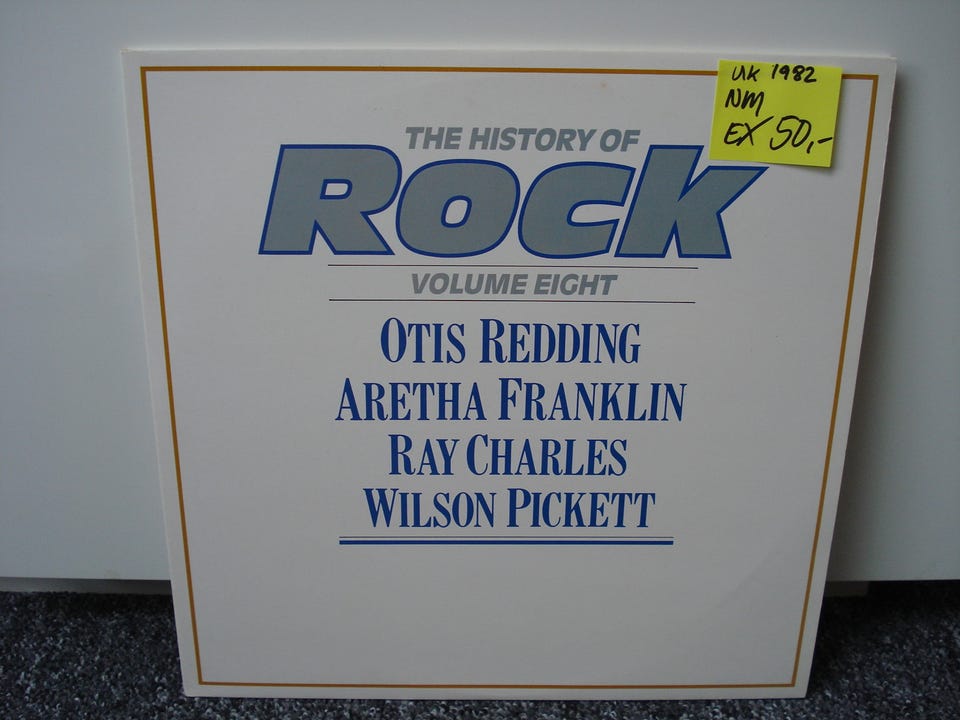 UK 1982
NM
EX 50,-
THE HISTORY OF
ROCK
VOLUME EIGHT
OTIS REDDING
ARETHA FRANKLIN
RAY CHARLES
WILSON PICKETT